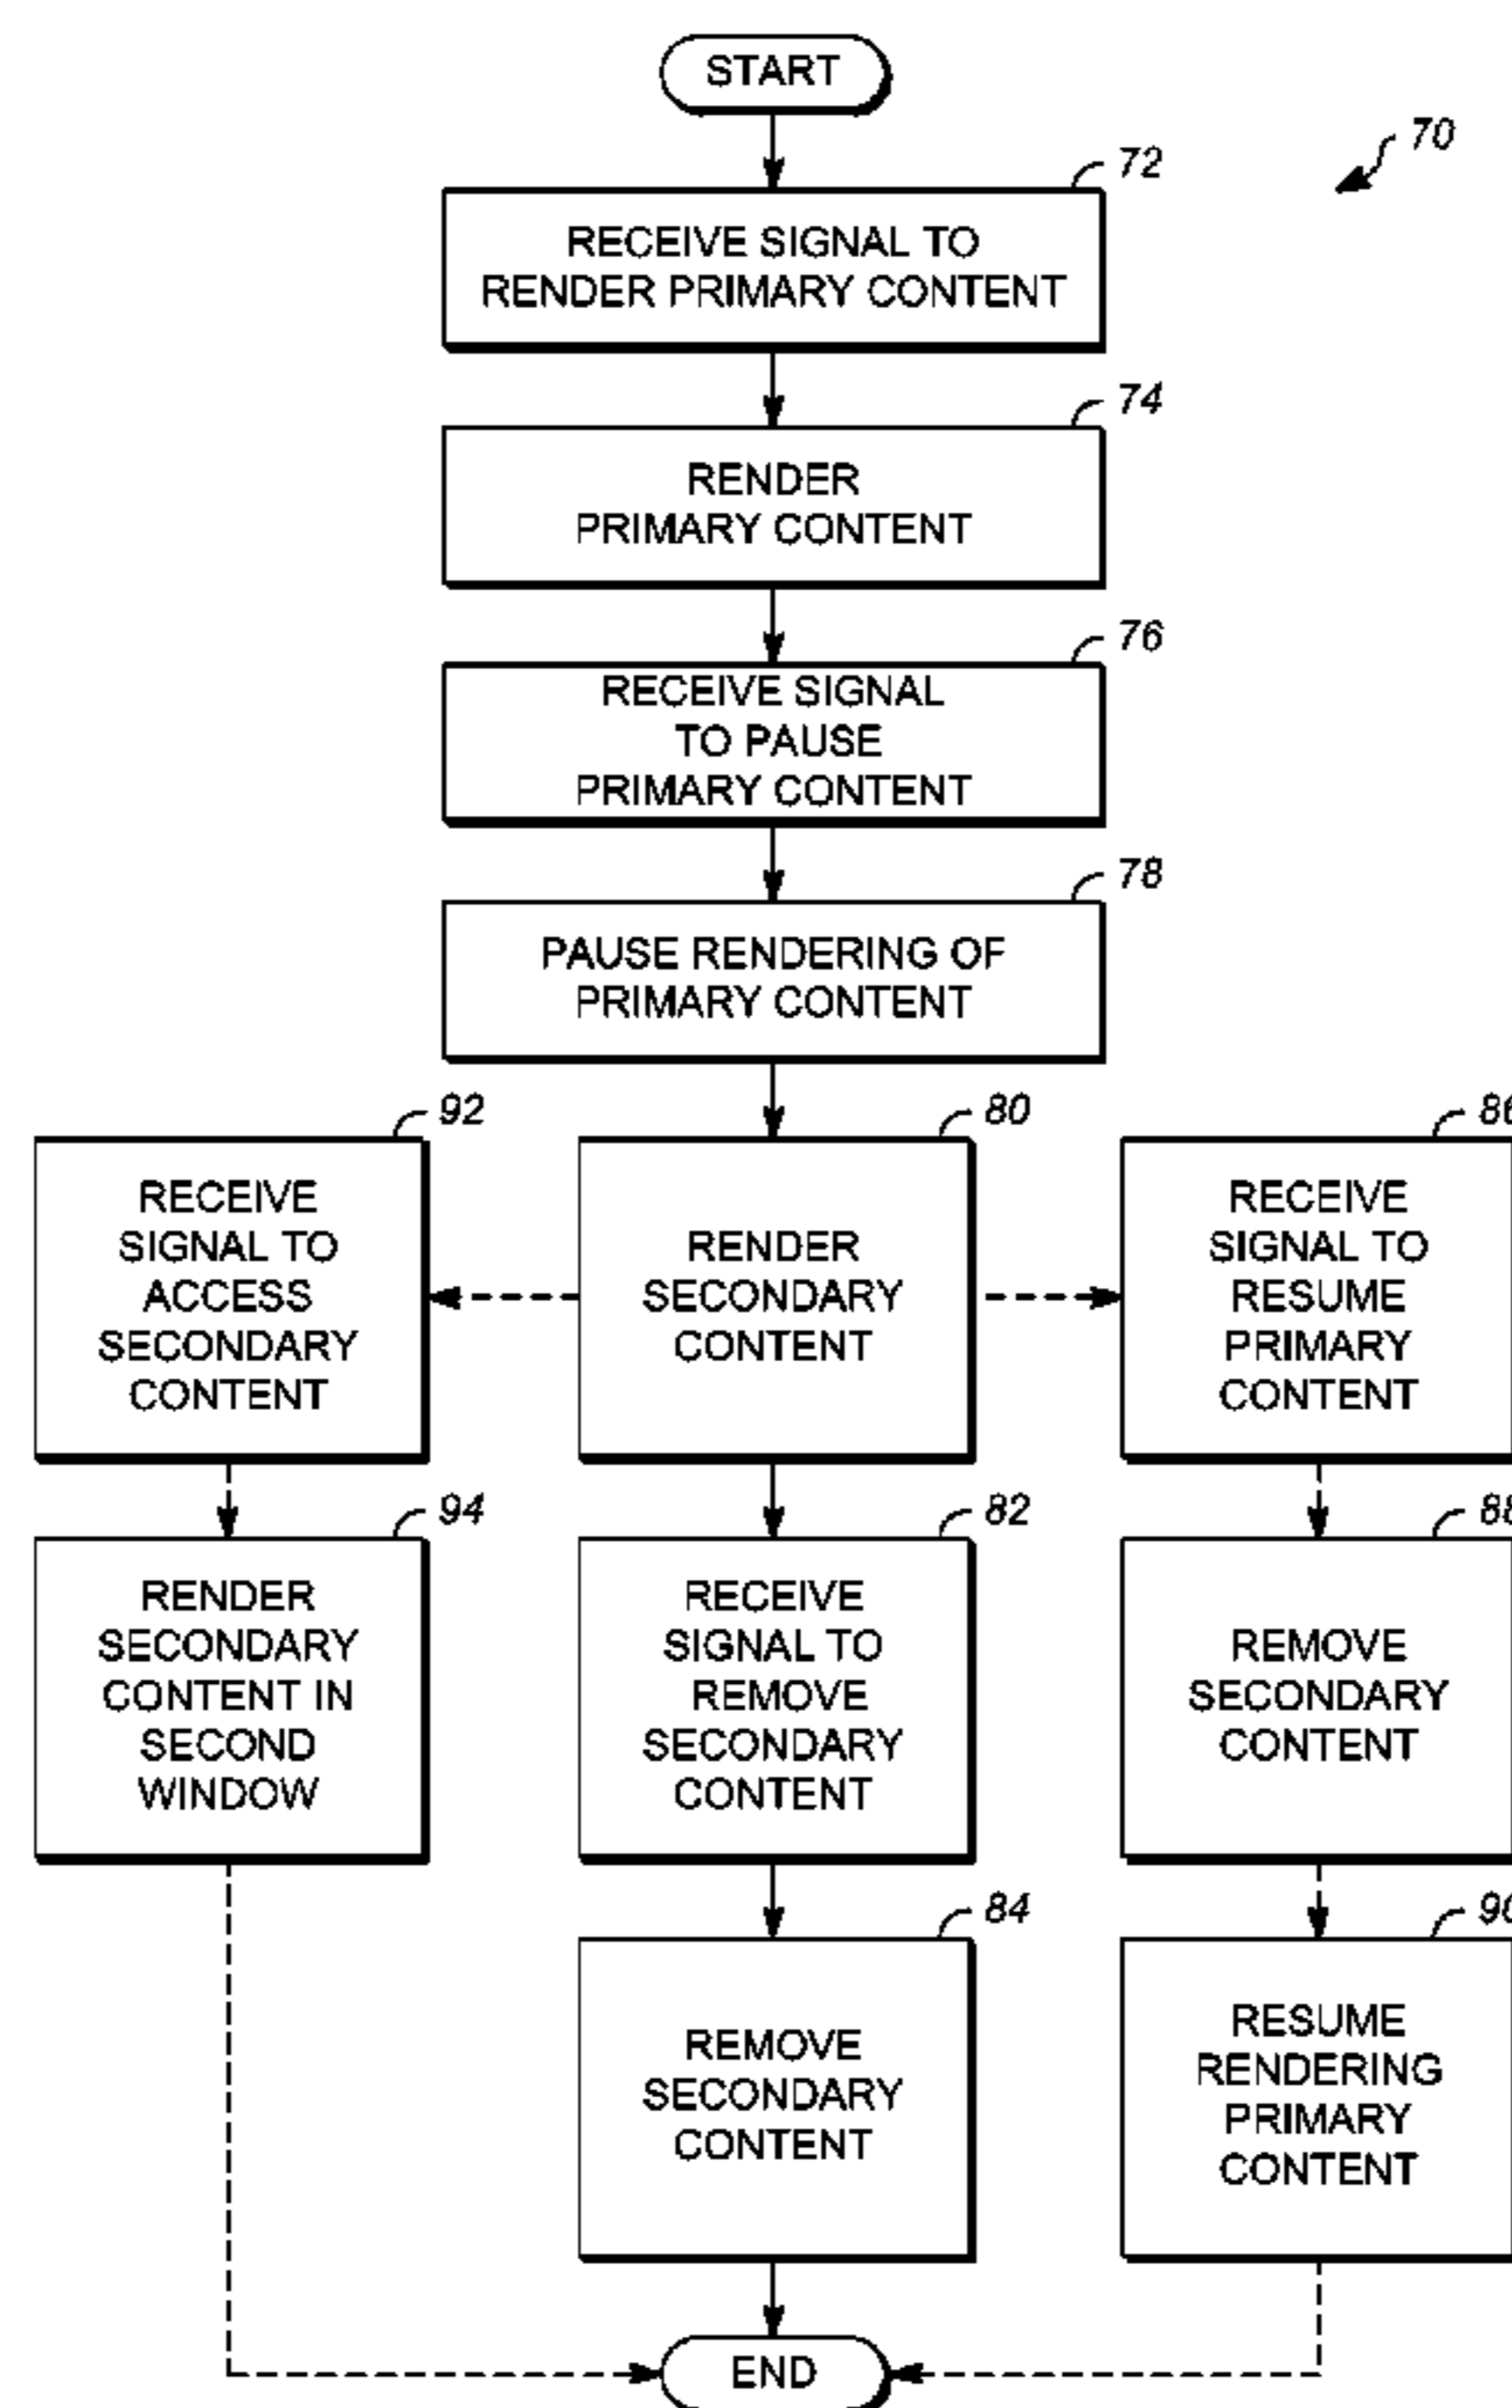 START
70
72
RECEIVE SIGNAL TO
RENDER PRIMARY CONTENT
74
RENDER
PRIMARY CONTENT
76
RECEIVE SIGNAL
TO PAUSE
PRIMARY CONTENT
78
PAUSE RENDERING OF
PRIMARY CONTENT
92
RECEIVE
SIGNAL TO
ACCESS
SECONDARY
CONTENT
80
RENDER
SECONDARY
CONTENT
86
RECEIVE
SIGNAL TO
RESUME
PRIMARY
CONTENT
94
RENDER
SECONDARY
CONTENT IN
SECOND
WINDOW
82
RECEIVE
SIGNAL TO
REMOVE
SECONDARY
CONTENT
88
REMOVE
SECONDARY
CONTENT
84
REMOVE
SECONDARY
CONTENT
90
RESUME
RENDERING
PRIMARY
CONTENT
END